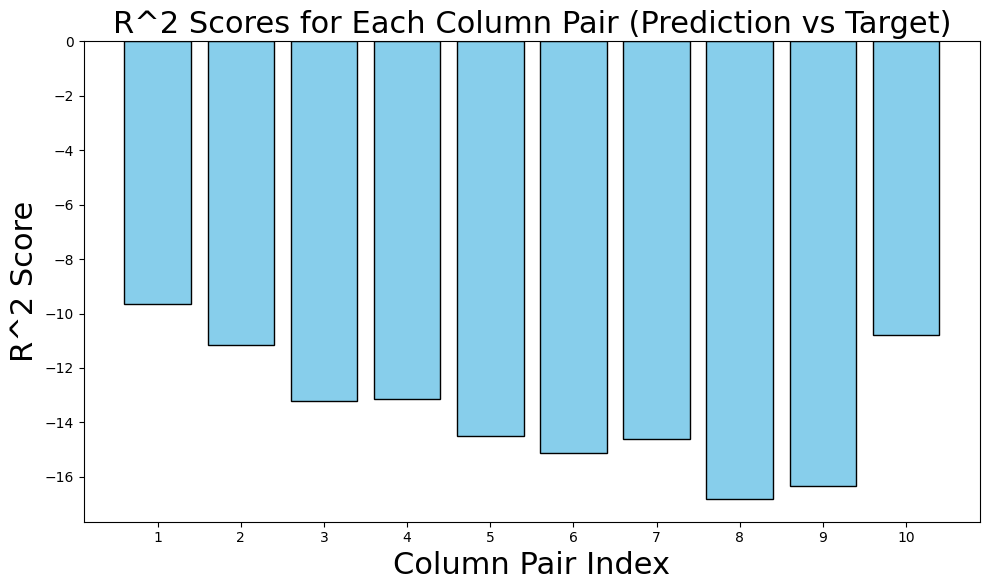 R^2 Scores for Each Column Pair (Prediction vs Target)
0
−2
−4
−6
−8
−10
−12
−14
−16
R^2 Score
1 2 3 4 5 6 7 8 9 10
Column Pair Index